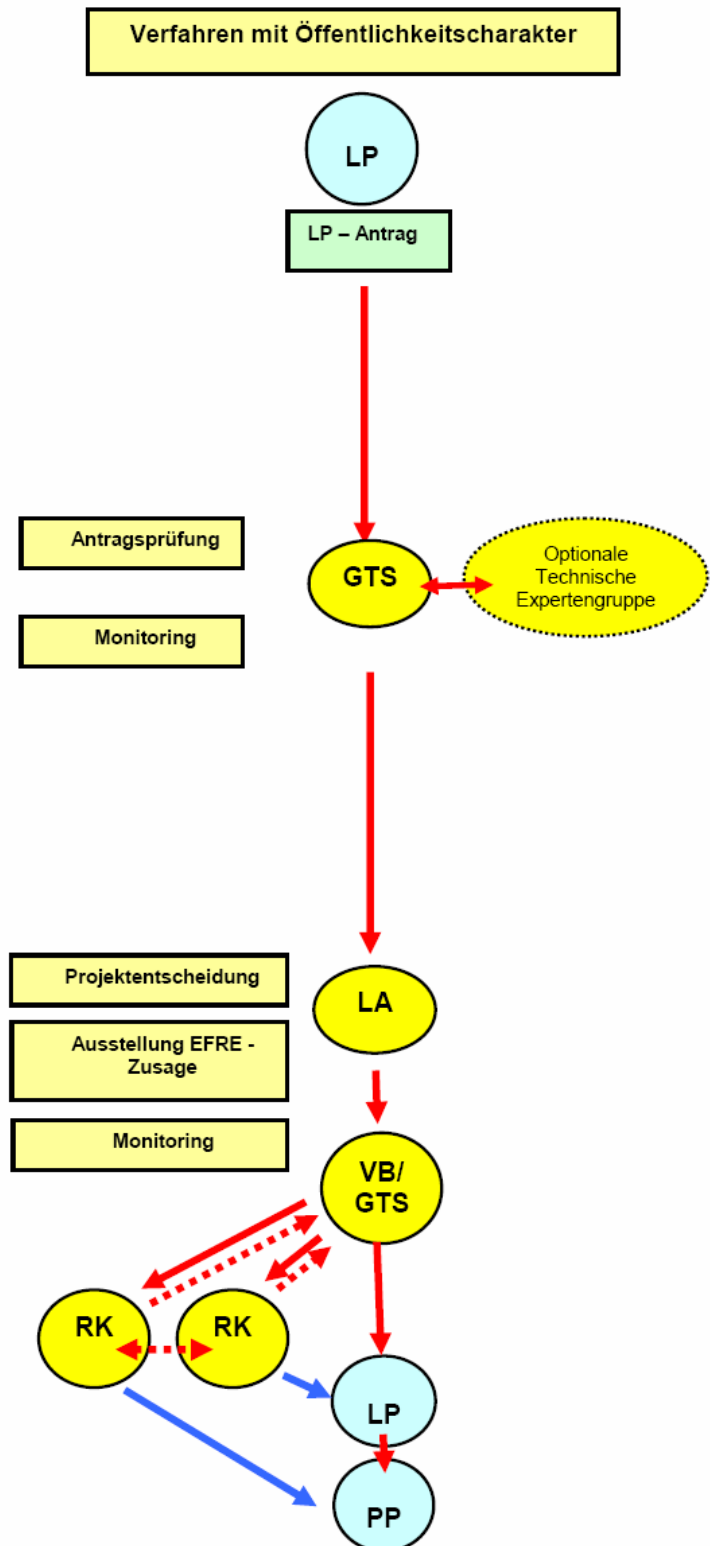 Verfahren mit Öffentlichkeitscharakter
LP
LP – Antrag
Antragsprüfung
GTS
Optionale
Technische
Expertengruppe
Monitoring
Projektentscheidung
LA
Ausstellung EFRE -
Zusage
Monitoring
VB/
GTS
RK
RK
LP
PP